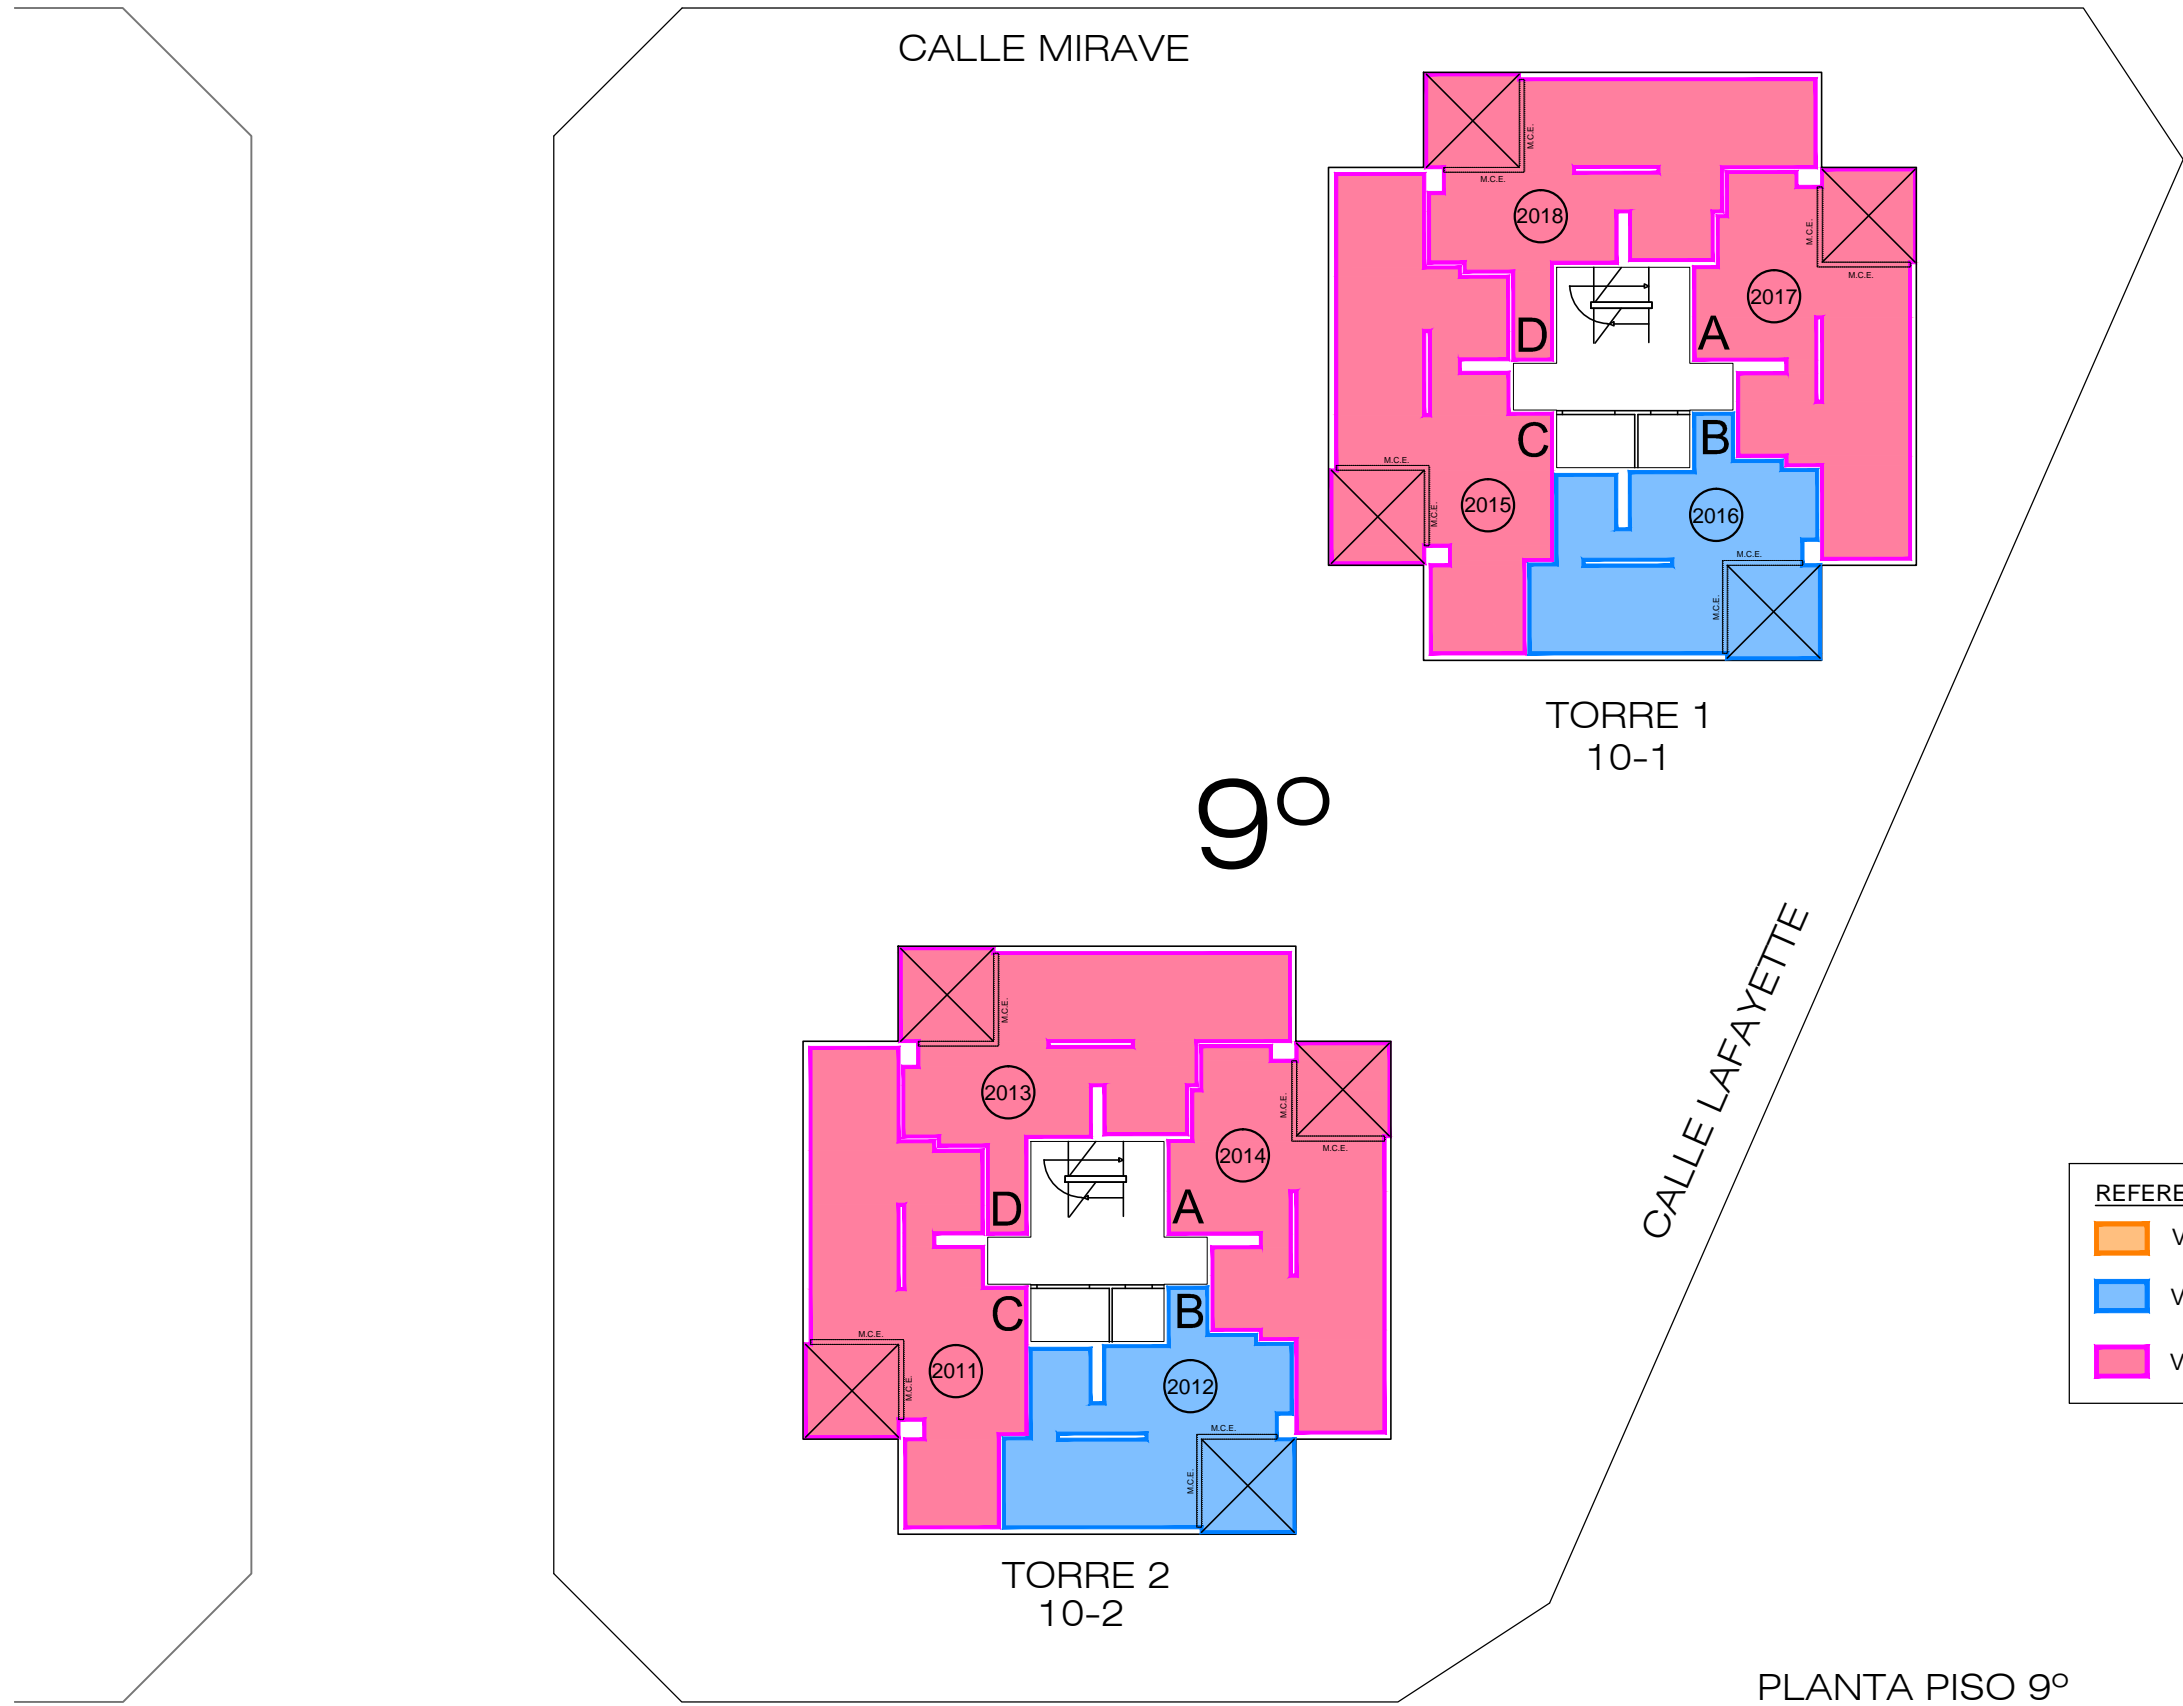 CALLE MIRAVE
M.C.E.
M.C.E.
2018
M.C.E.
M.C.E.
2017
D
A
C
B
M.C.E.
M.C.E.
2015
2016
M.C.E.
M.C.E.
TORRE 1
10-1
9º
CALLE LAFAYETTE
M.C.E.
M.C.E.
2013
M.C.E.
M.C.E.
2014
D
A
C
B
M.C.E.
M.C.E.
2011
2012
M.C.E.
M.C.E.
TORRE 2
10-2
REFERE
V
V
V
PLANTA PISO 9º